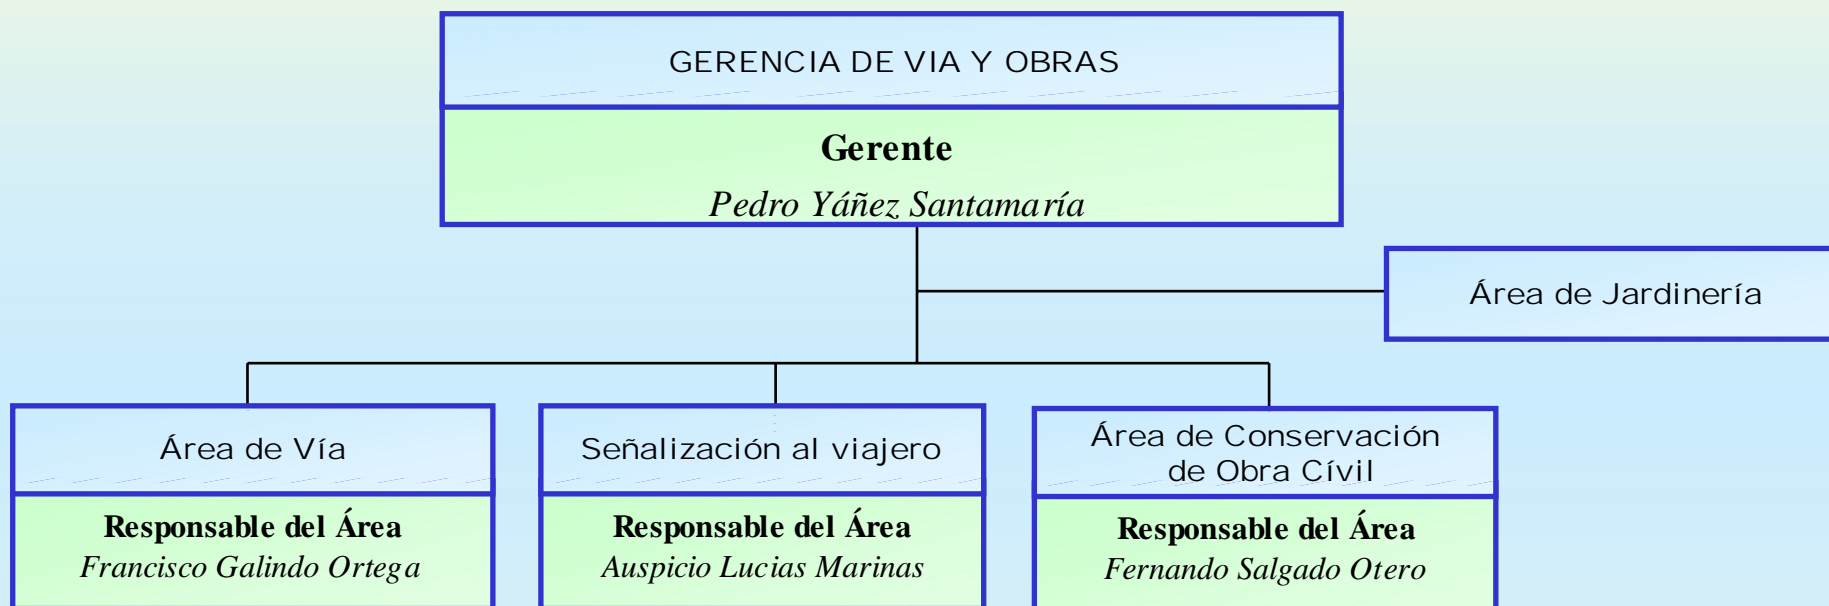 GERENCIA DE VIA Y OBRAS
Gerente
Pedro Yáñez Santamaría
Área de Jardinería
Área de Vía
Responsable del Área
Francisco Galindo Ortega
Señalización al viajero
Responsable del Área
Auspicio Lucias Marinas
Área de Conservación
de Obra Cívil
Responsable del Área
Fernando Salgado Otero